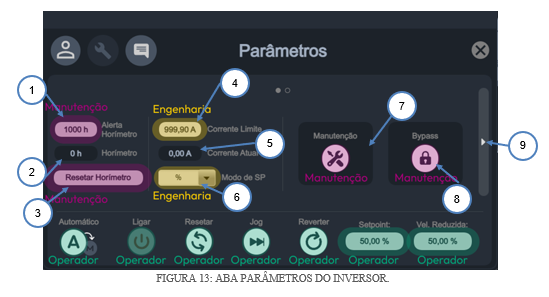 Parâmetros
1
Manutenção
1000 h
Alerta
Horímetro
2
0 h
Horímetro
3
Resetar Horímetro
Manutenção
4
Engenharia
999,90 A
Corrente Limite
5
0,00 A
Corrente Atual
6
%
Modo de SP
Engenharia
7
Manutenção
Manutenção
8
Bypass
Manutenção
9
Automático
A
M
Operador
Ligar
Operador
Resetar
Operador
Jog
Operador
Reverter
Operador
Setpoint:
50,00 %
Operador
Vel. Reduzida:
50,00 %
Operador
FIGURA 13: ABA PARÂMETROS DO INVERSOR.